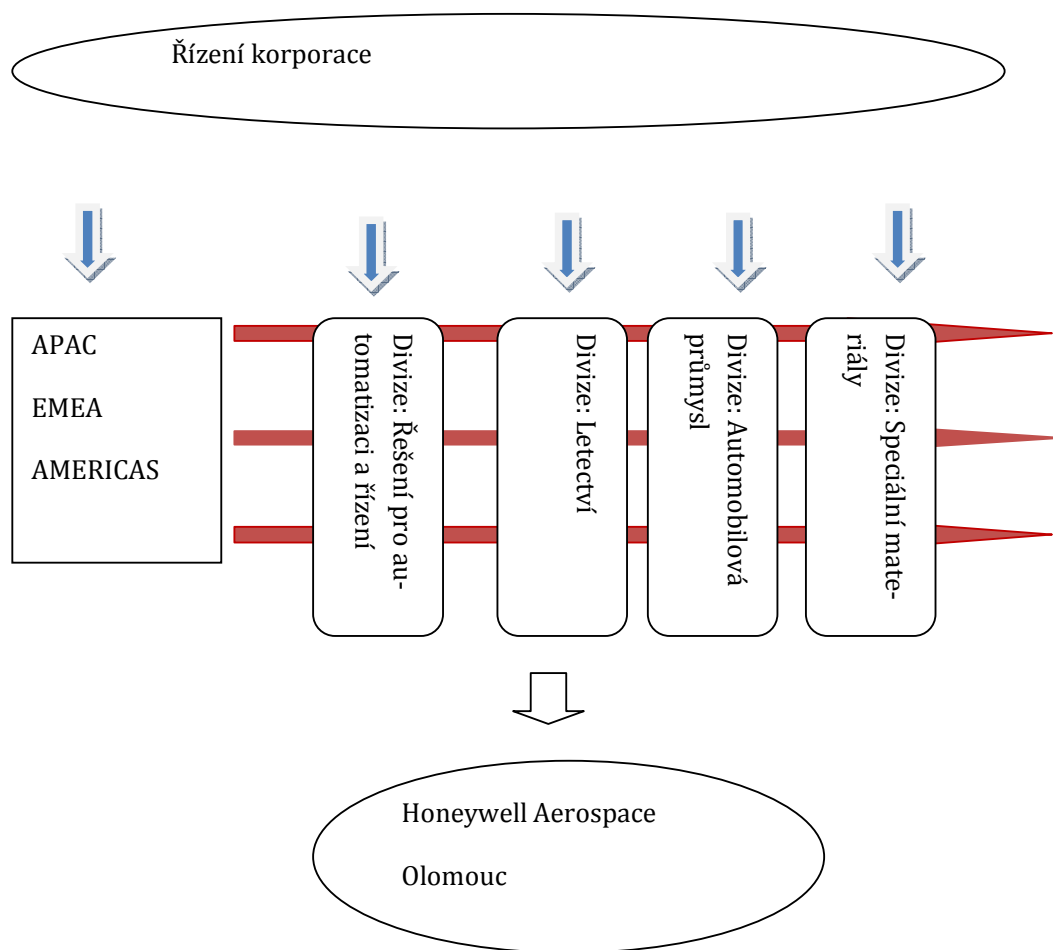 Řízení korporace
APAC
EMEA
AMERICAS
Divize: Řešení pro au-
tomatizaci a řízení
Divize: Letectví
Divize: Automobilová
průmysl
Divize: Speciální mate-
riály
Honeywell Aerospace
Olomouc